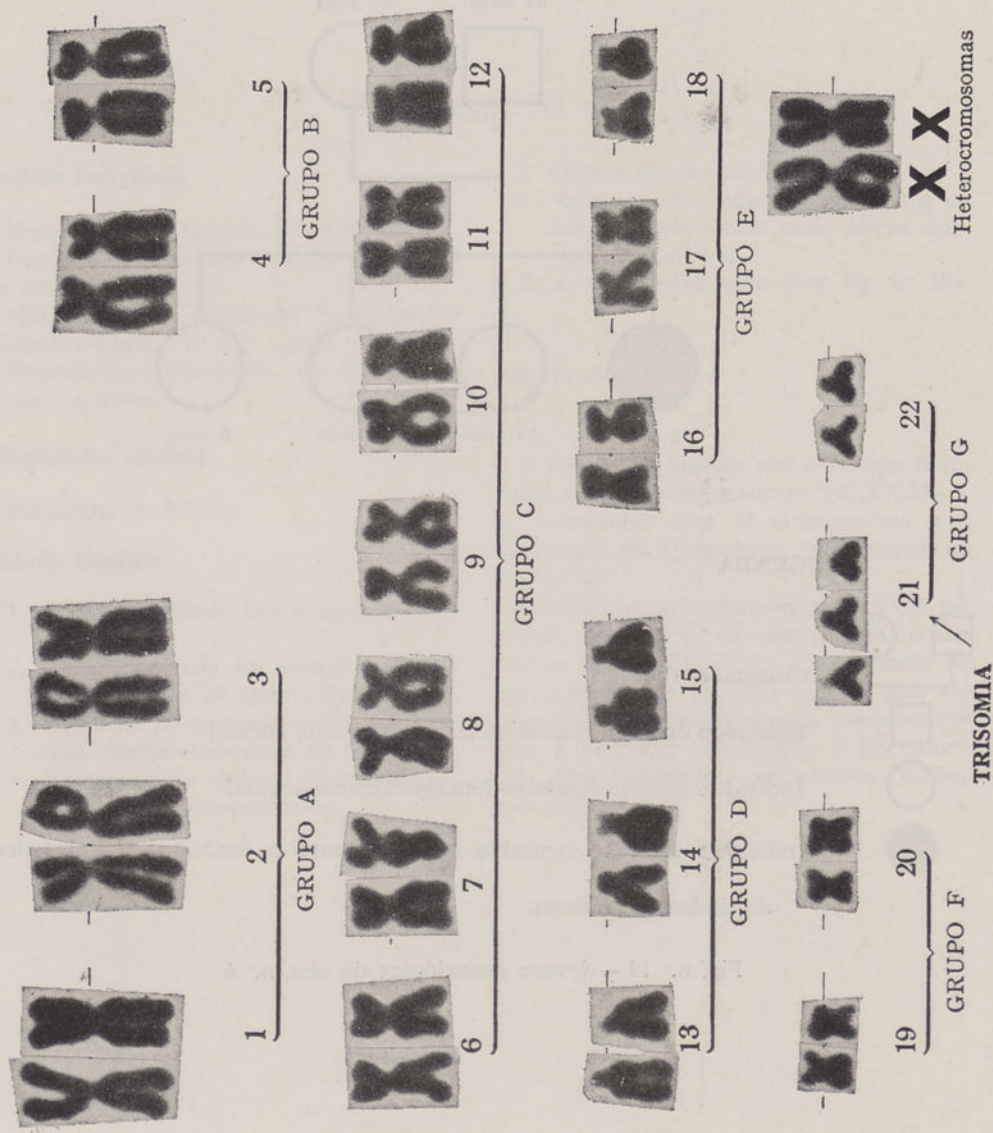 1 2 3 4 5
GRUPO A GRUPO B
6 7 8 9 10 11 12
GRUPO C
13 14 15 16 17 18
GRUPO D GRUPO E
19 20 21 22 X X
GRUPO F GRUPO G Heterocromosomas
TRISOMIA